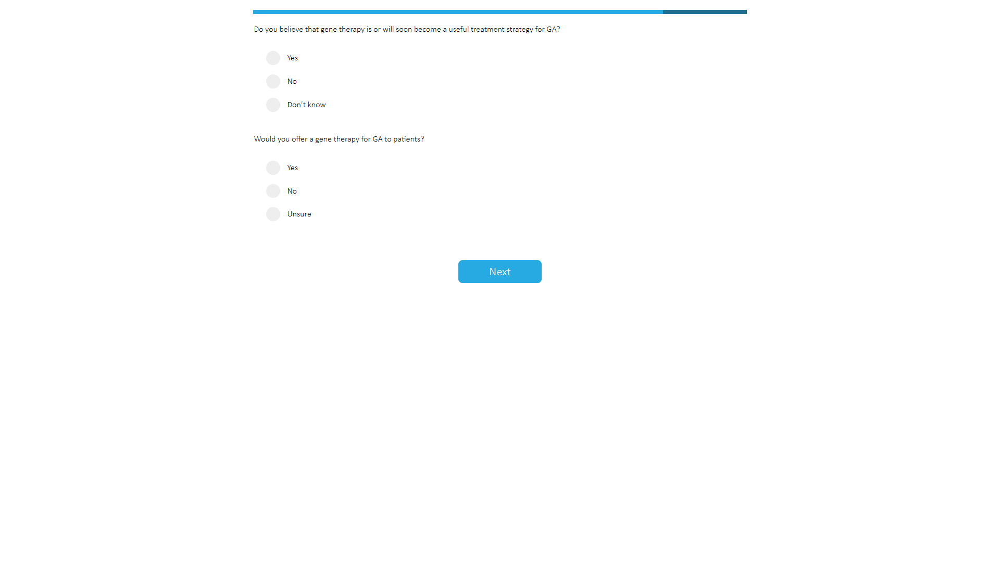 Do you believe that gene therapy is or will soon become a useful treatment strategy for GA?
Yes
No
Don't know
Would you offer a gene therapy for GA to patients?
Yes
No
Unsure
Next